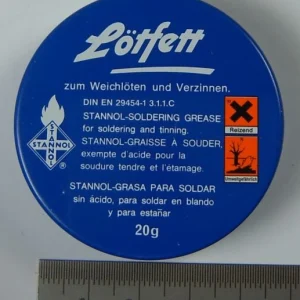 Lötfett
zum Weichlöten und Verzinnen.
DIN EN 29454-1 3.1.1.C
STANNOL-SOLDERING GREASE
for soldering and tinning.
STANNOL-GRAISSE A SOUDER,
exempte d'acide pour la
soudure tendre et l'étamage.
STANNOL-GRASA PARA SOLDAR
sin ácido, para soldar en blando
y para estañar
20g
STANNOL
STANNOL
®
Reizend
Umweltgefährlich